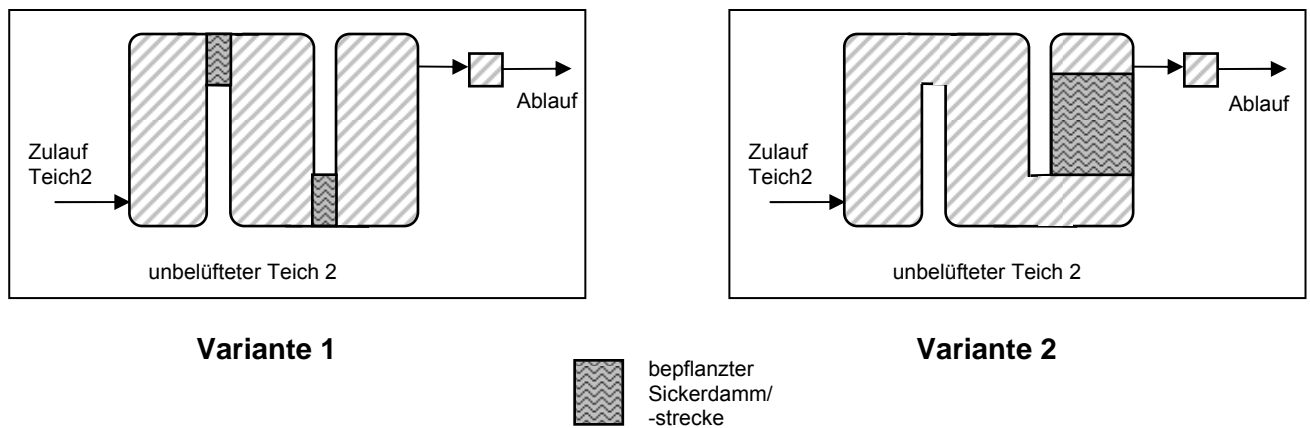 Zulauf
Teich2
Ablauf
unbelüfteter Teich 2
Zulauf
Teich2
Ablauf
unbelüfteter Teich 2
Variante 1
Variante 2
bepflanzter
Sickerdamm/
-strecke